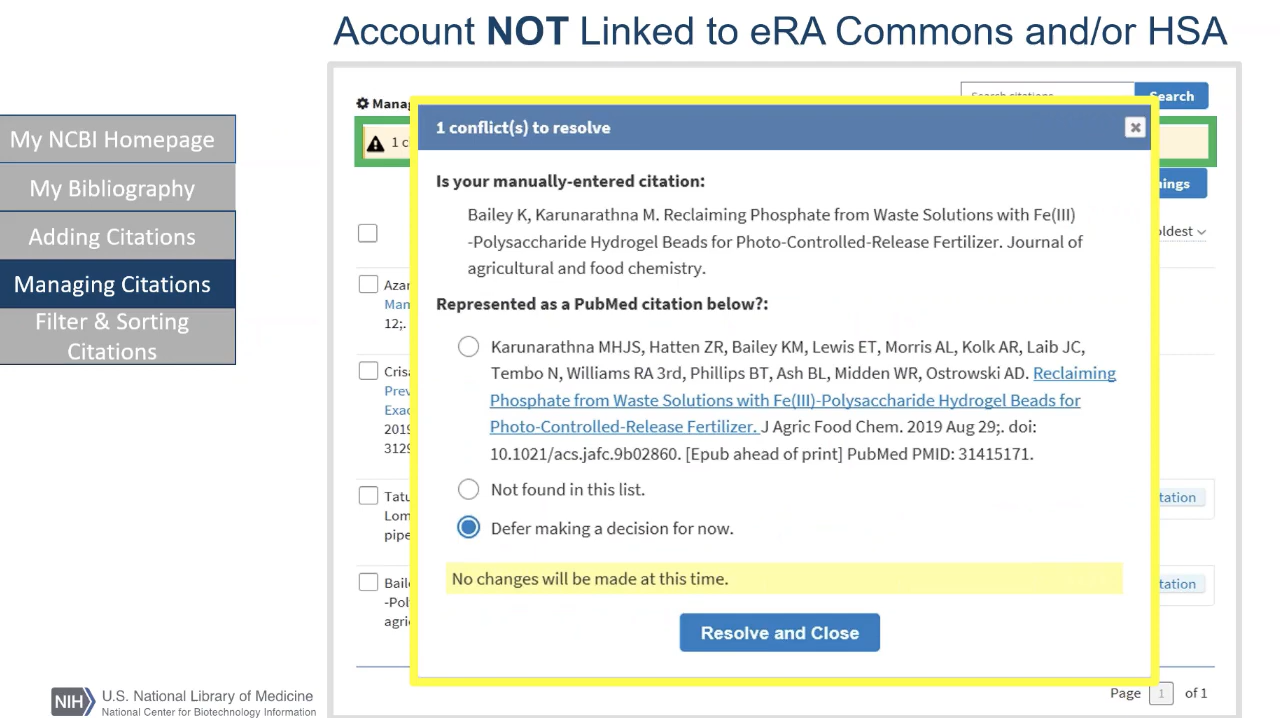 Account NOT Linked to eRA Commons and/or HSA
My NCBI Homepage
My Bibliography
Adding Citations
Managing Citations
Filter & Sorting
Citations
Search citations
Search
1 conflict(s) to resolve
Is your manually-entered citation:
Bailey K, Karunarathna M. Reclaiming Phosphate from Waste Solutions with Fe(III)
-Polysaccharide Hydrogel Beads for Photo-Controlled-Release Fertilizer. Journal of
agricultural and food chemistry.
Represented as a PubMed citation below?:
Karunarathna MHJS, Hatten ZR, Bailey KM, Lewis ET, Morris AL, Kolk AR, Laib JC,
Tembo N, Williams RA 3rd, Phillips BT, Ash BL, Midden WR, Ostrowski AD. Reclaiming
Phosphate from Waste Solutions with Fe(III)-Polysaccharide Hydrogel Beads for
Photo-Controlled-Release Fertilizer. J Agric Food Chem. 2019 Aug 29;. doi:
10.1021/acs.jafc.9b02860. [Epub ahead of print] PubMed PMID: 31415171.
Not found in this list.
Defer making a decision for now.
No changes will be made at this time.
Resolve and Close
12;.
2019
3129
pipe
Page 1 of 1
NIH
U.S. National Library of Medicine
National Center for Biotechnology Information